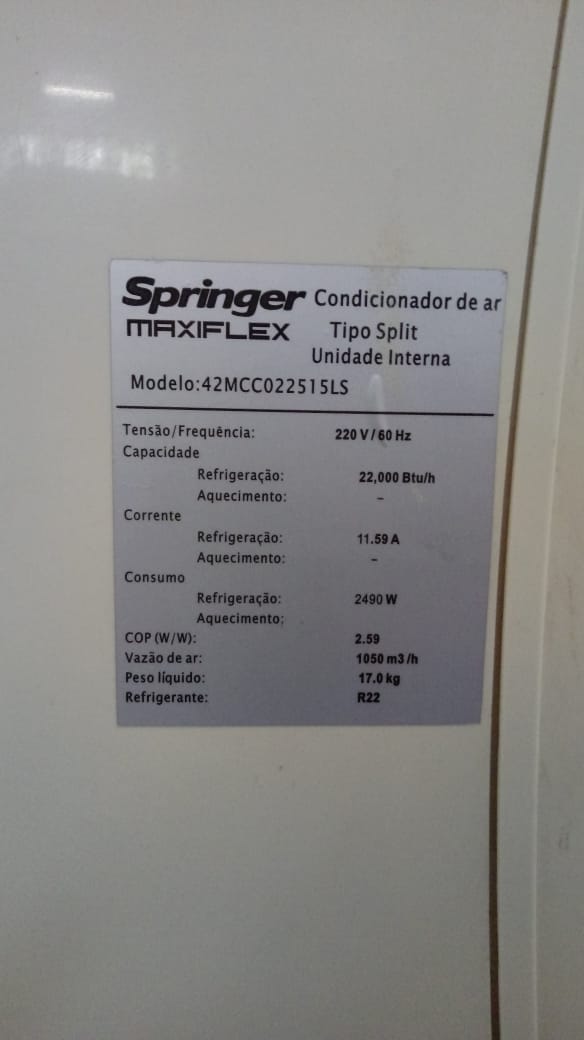 Springer Condicionador de ar
MAXIFLEX Tipo Split
Unidade Interna
Modelo:42MCC022515LS
Tensão/Frequência: 220 V / 60 Hz
Capacidade
Refrigeração: 22,000 Btu/h
Aquecimento: –
Corrente
Refrigeração: 11.59 A
Aquecimento: –
Consumo
Refrigeração: 2490 W
Aquecimento:
COP (W/W): 2.59
Vazão de ar: 1050 m3 /h
Peso líquido: 17.0 kg
Refrigerante: R22